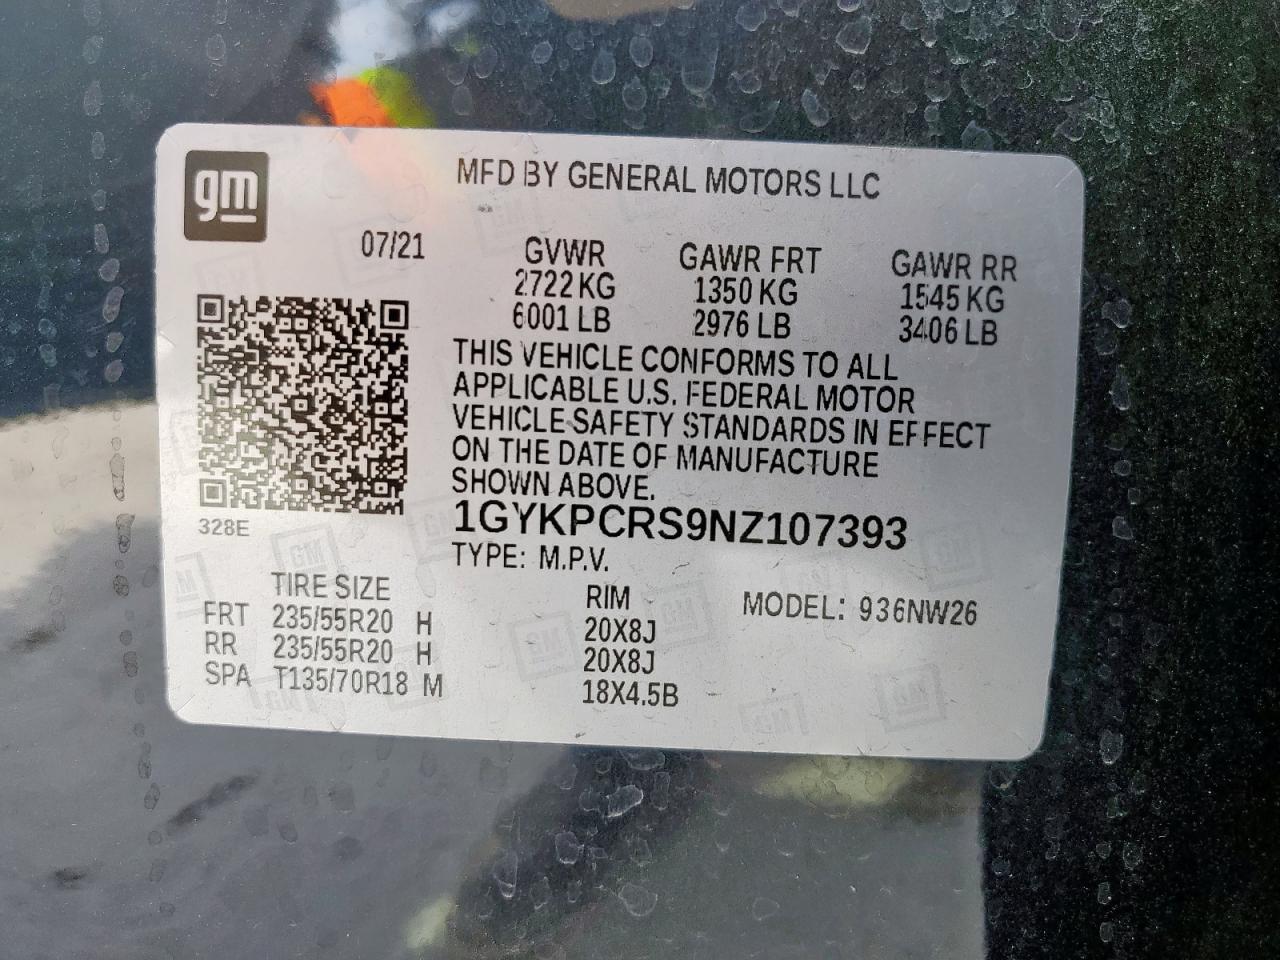 gm
MFD BY GENERAL MOTORS LLC
07/21
GVWR GAWR FRT GAWR RR
2722 KG 1350 KG 1545 KG
6001 LB 2976 LB 3406 LB
THIS VEHICLE CONFORMS TO ALL
APPLICABLE U.S. FEDERAL MOTOR
VEHICLE SAFETY STANDARDS IN EFFECT
ON THE DATE OF MANUFACTURE
SHOWN ABOVE.
328E
1GYKPCRS9NZ107393
TYPE: M.P.V.
TIRE SIZE RIM MODEL: 936NW26
FRT 235/55R20 H 20X8J
RR 235/55R20 H 20X8J
SPA T135/70R18 M 18X4.5B